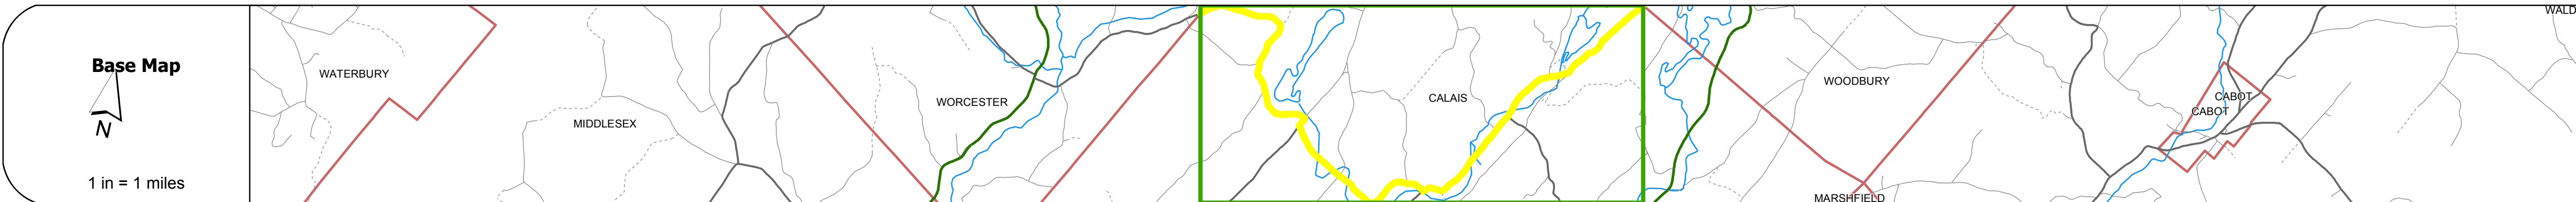 Base Map
N
1 in = 1 miles
WATERBURY
MIDDLESEX
WORCESTER
CALAIS
WOODBURY
MARSHFIELD
CABOT
CABOT
WALD